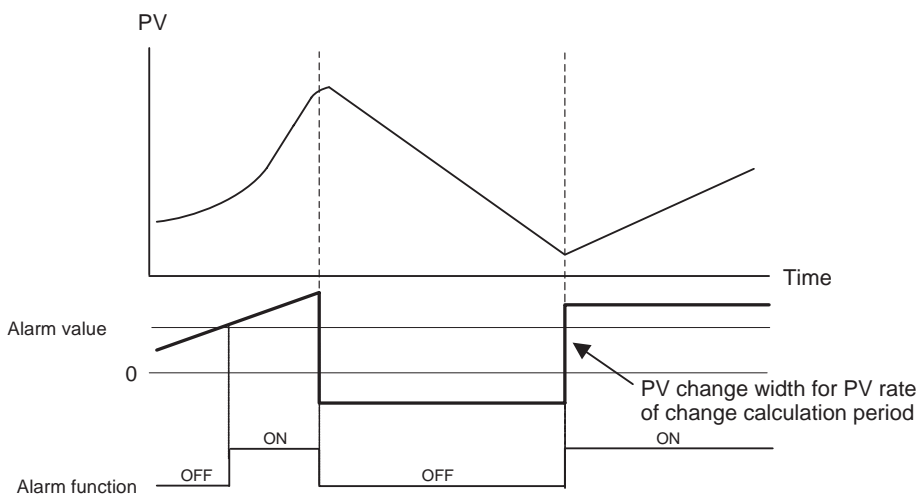 PV
Time
Alarm value
0
PV change width for PV rate
of change calculation period
ON
ON
OFF
OFF
Alarm function